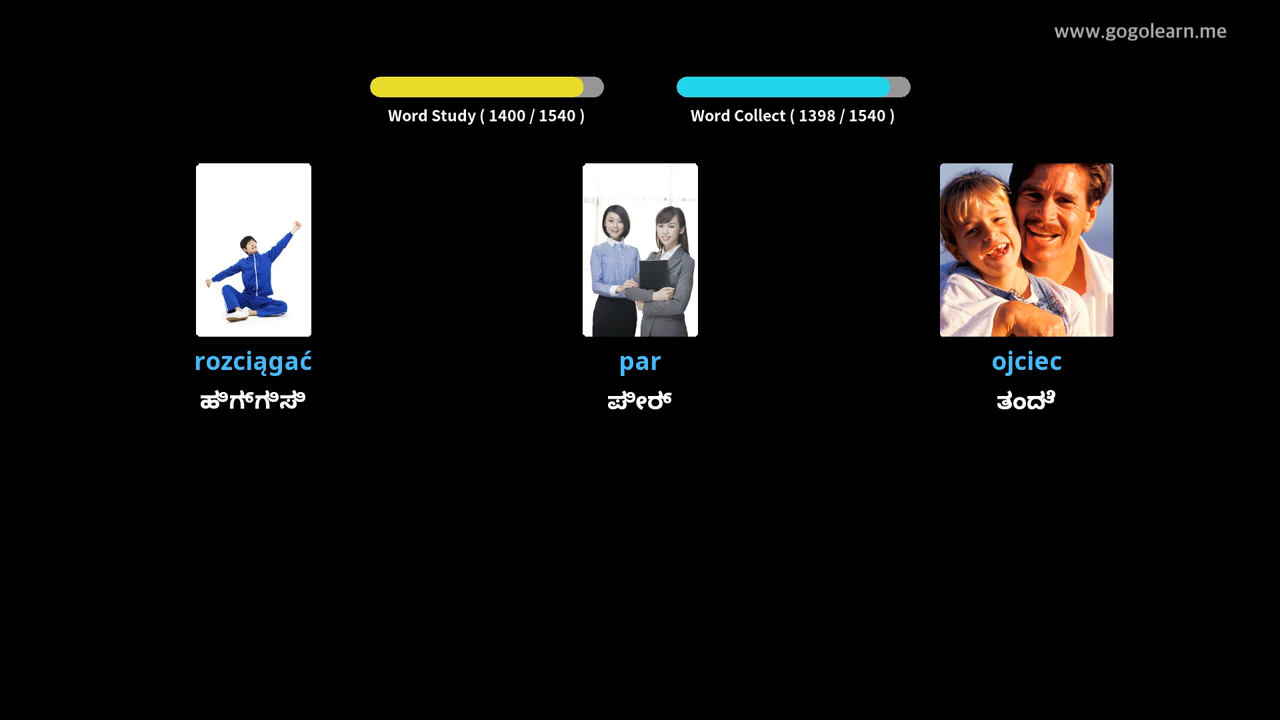 www.gogolearn.me
Word Study ( 1400 / 1540 )
Word Collect ( 1398 / 1540 )
rozciągać
par
ojciec
ಹಿಗ್ಗಿಸಿ
ಪೀರ್
ತಂದೆ